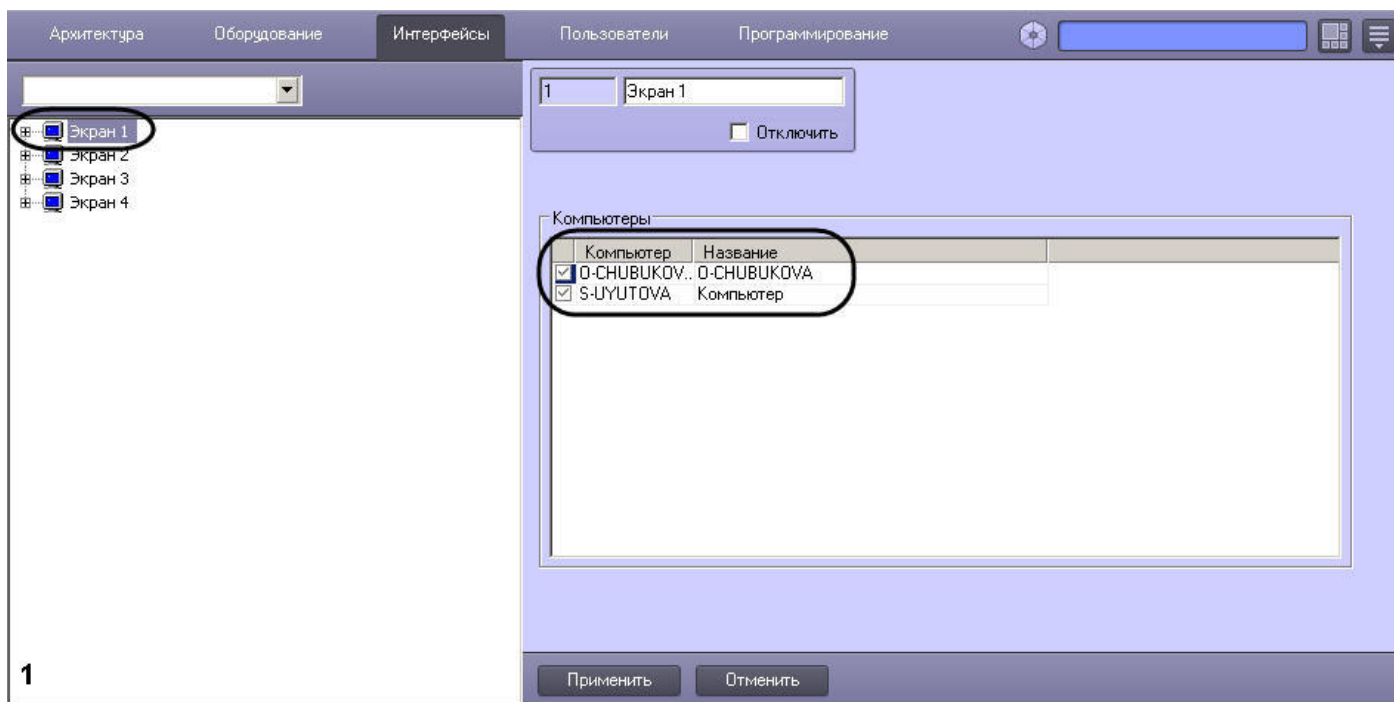 Архитектура Оборудование Интерфейсы Пользователи Программирование
1 Экран 1
Отключить
Экран 1
Экран 2
Экран 3
Экран 4
Компьютеры
Компьютер Название
O-CHUBUKOV.. O-CHUBUKOVA
S-UYUTOVA Компьютер
1
Применить Отменить